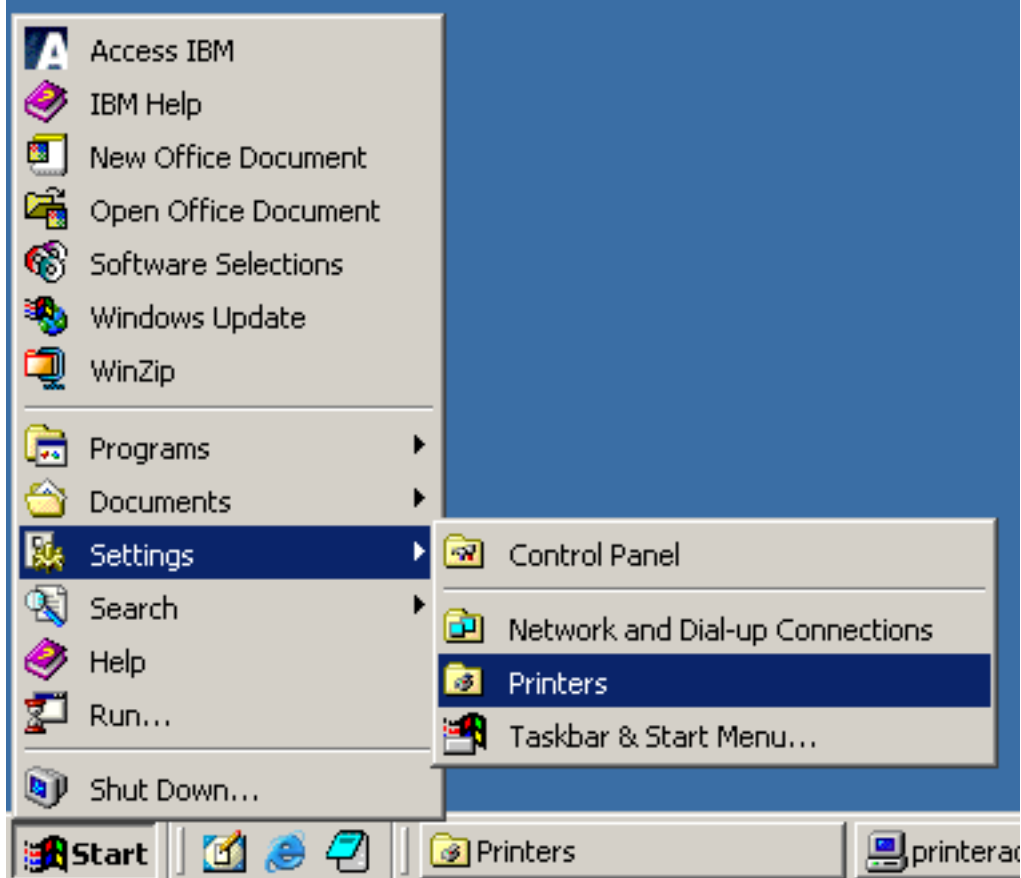 Access IBM
IBM Help
New Office Document
Open Office Document
Software Selections
Windows Update
WinZip
Programs
Documents
Settings
Search
Help
Run...
Shut Down...
Control Panel
Network and Dial-up Connections
Printers
Taskbar & Start Menu...
Start
Printers